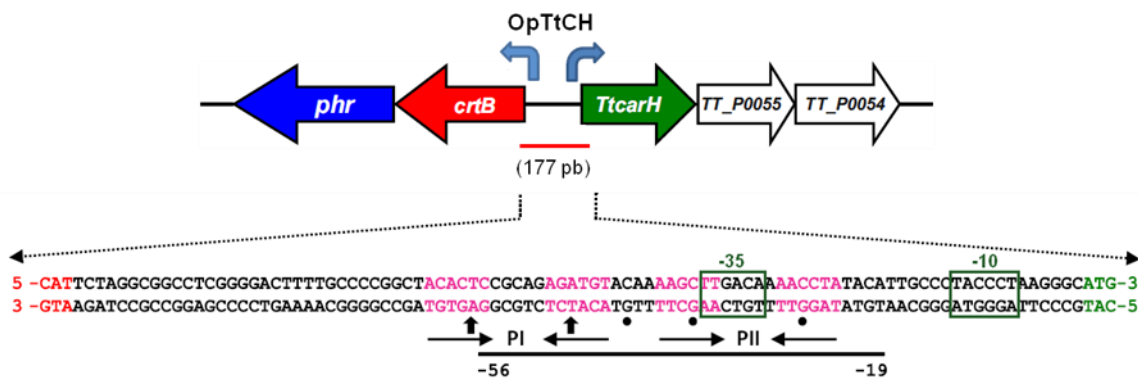 OpTtCH
phr crtB TtcarH TT_P0055 TT_P0054
(177 pb)
-35 -10
5 -CATTCTAGGCGGCCTCGGGGACTTTTGCCCCGGCTACACTCCGCAGAGATGTACAAAAGCTTGACAAAACCTATACATTGCCCTACCCTAAGGGCATG-3
3 -GTAAGATCCGCCGGAGCCCCTGAAAACGGGGCCGATGTGAGGCGTCTCTACATGTTTTCGAACTGTTTTGGATATGTAACGGGATGGGATTCCCGTAC-5
PI PII
-56 -19